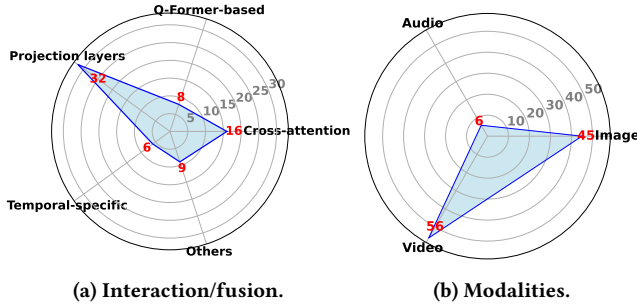 Q-Former-based
Projection layers
32
8
5
10
15
20
25
30
16
Cross-attention
6
9
Temporal-specific
Others
(a) Interaction/fusion.
Audio
6
10
20
30
40
50
45
Image
56
Video
(b) Modalities.